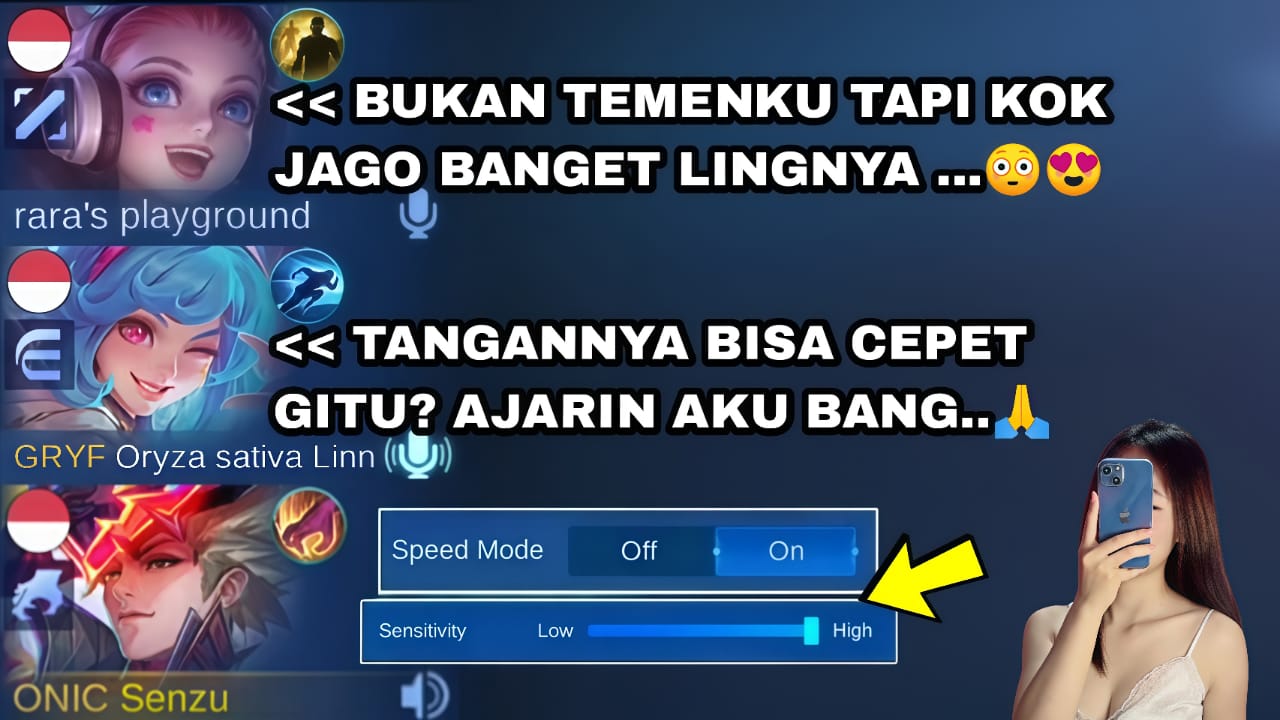 << BUKAN TEMENKU TAPI KOK
JAGO BANGET LINGNYA ...😳😍
rara's playground
<< TANGANNYA BISA CEPET
GITU? AJARIN AKU BANG..🙏
GRYF Oryza sativa Linn
Speed Mode Off On
Sensitivity Low High
ONIC Senzu